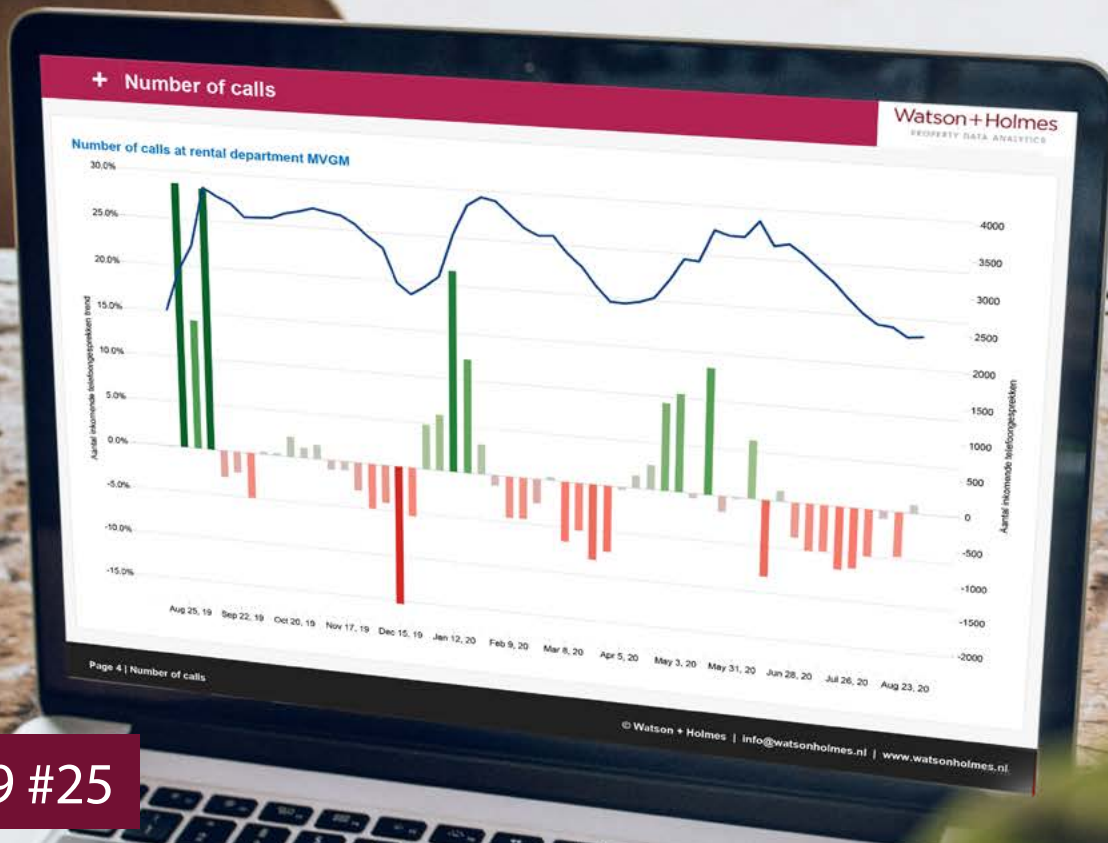 + Number of calls
Watson+Holmes
PROPERTY DATA ANALYTICS
Number of calls at rental department MVGM
30.0%
25.0%
20.0%
15.0%
10.0%
5.0%
0.0%
-5.0%
-10.0%
-15.0%
Aantal inkomende telefoongesprekken trend
4000
3500
3000
2500
2000
1500
1000
500
0
-500
-1000
-1500
-2000
Aantal inkomende telefoongesprekken
Aug 25, 19 Sep 22, 19 Oct 20, 19 Nov 17, 19 Dec 15, 19 Jan 12, 20 Feb 9, 20 Mar 8, 20 Apr 5, 20 May 3, 20 May 31, 20 Jun 28, 20 Jul 26, 20 Aug 23, 20
Page 4 | Number of calls
© Watson + Holmes | info@watsonholmes.nl | www.watsonholmes.nl
9 #25